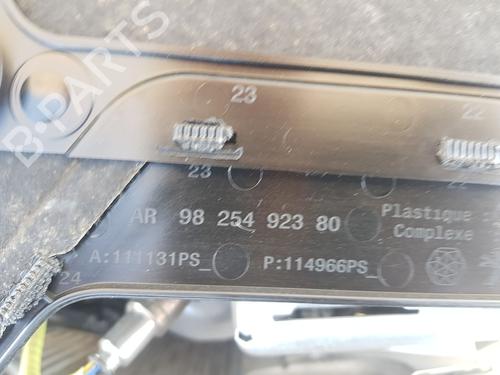 23
22
23
22
AR 98 254 923 80
Plastique :
Complexe
A:111131PS_
P:114966PS_
24
B-PARTS